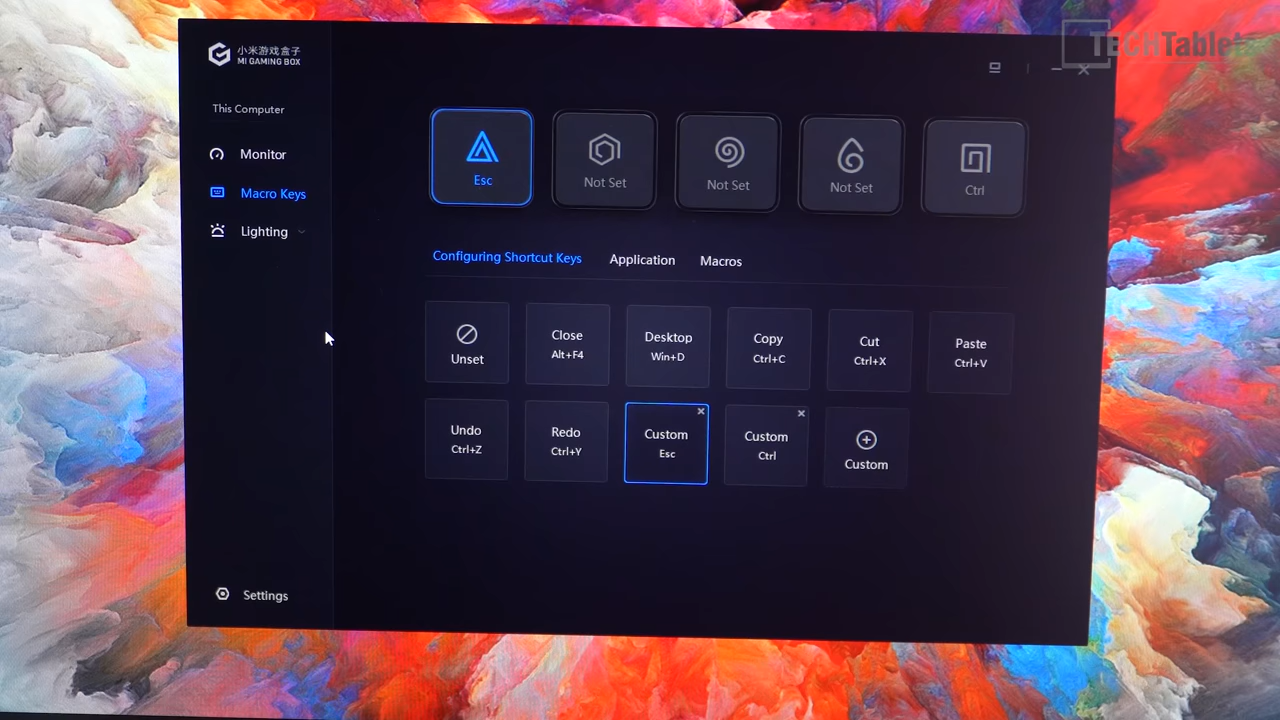 小米游戏盒子
MI GAMING BOX
TECHTablets
This Computer
Monitor
Macro Keys
Lighting
Esc
Not Set
Not Set
Not Set
Ctrl
Configuring Shortcut Keys
Application
Macros
Unset
Close
Alt+F4
Desktop
Win+D
Copy
Ctrl+C
Cut
Ctrl+X
Paste
Ctrl+V
Undo
Ctrl+Z
Redo
Ctrl+Y
Custom
Esc
Custom
Ctrl
Custom
Settings